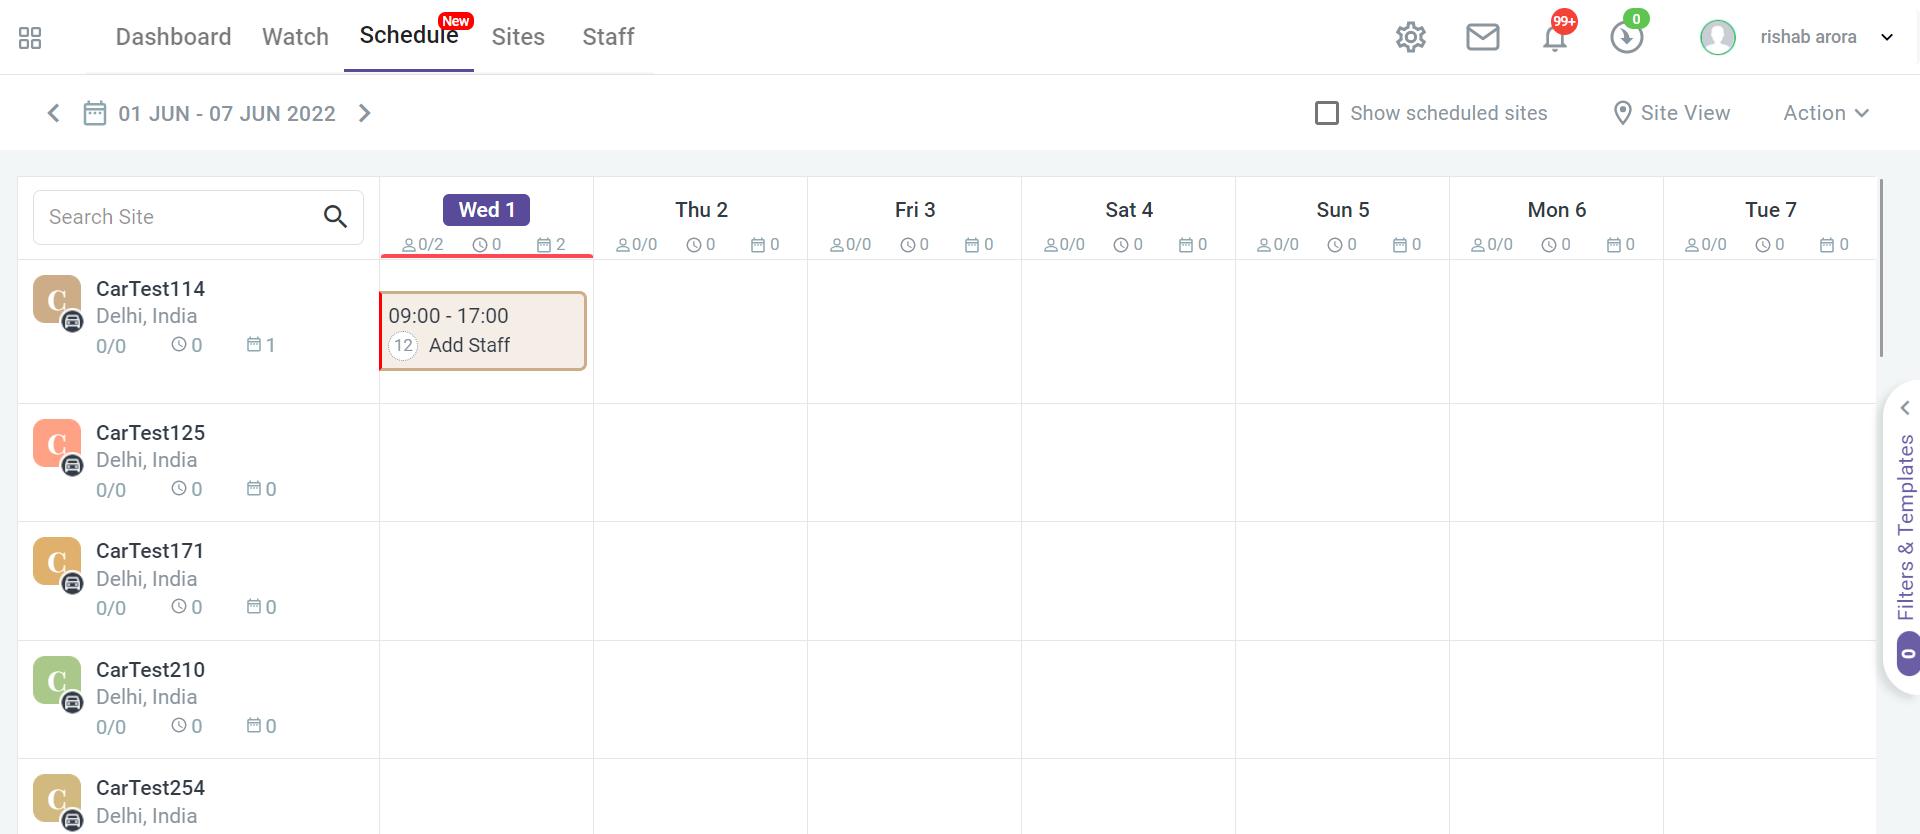 Dashboard Watch Schedule New Sites Staff 99+ 0 rishab arora
01 JUN - 07 JUN 2022 Show scheduled sites Site View Action
Search Site Wed 1 Thu 2 Fri 3 Sat 4 Sun 5 Mon 6 Tue 7
0/2 0 2 0/0 0 0 0/0 0 0 0/0 0 0 0/0 0 0 0/0 0 0 0/0 0 0
C CarTest114
Delhi, India
0/0 0 1
09:00 - 17:00
12 Add Staff
C CarTest125
Delhi, India
0/0 0 0
C CarTest171
Delhi, India
0/0 0 0
C CarTest210
Delhi, India
0/0 0 0
C CarTest254
Delhi, India
Filters & Templates
0